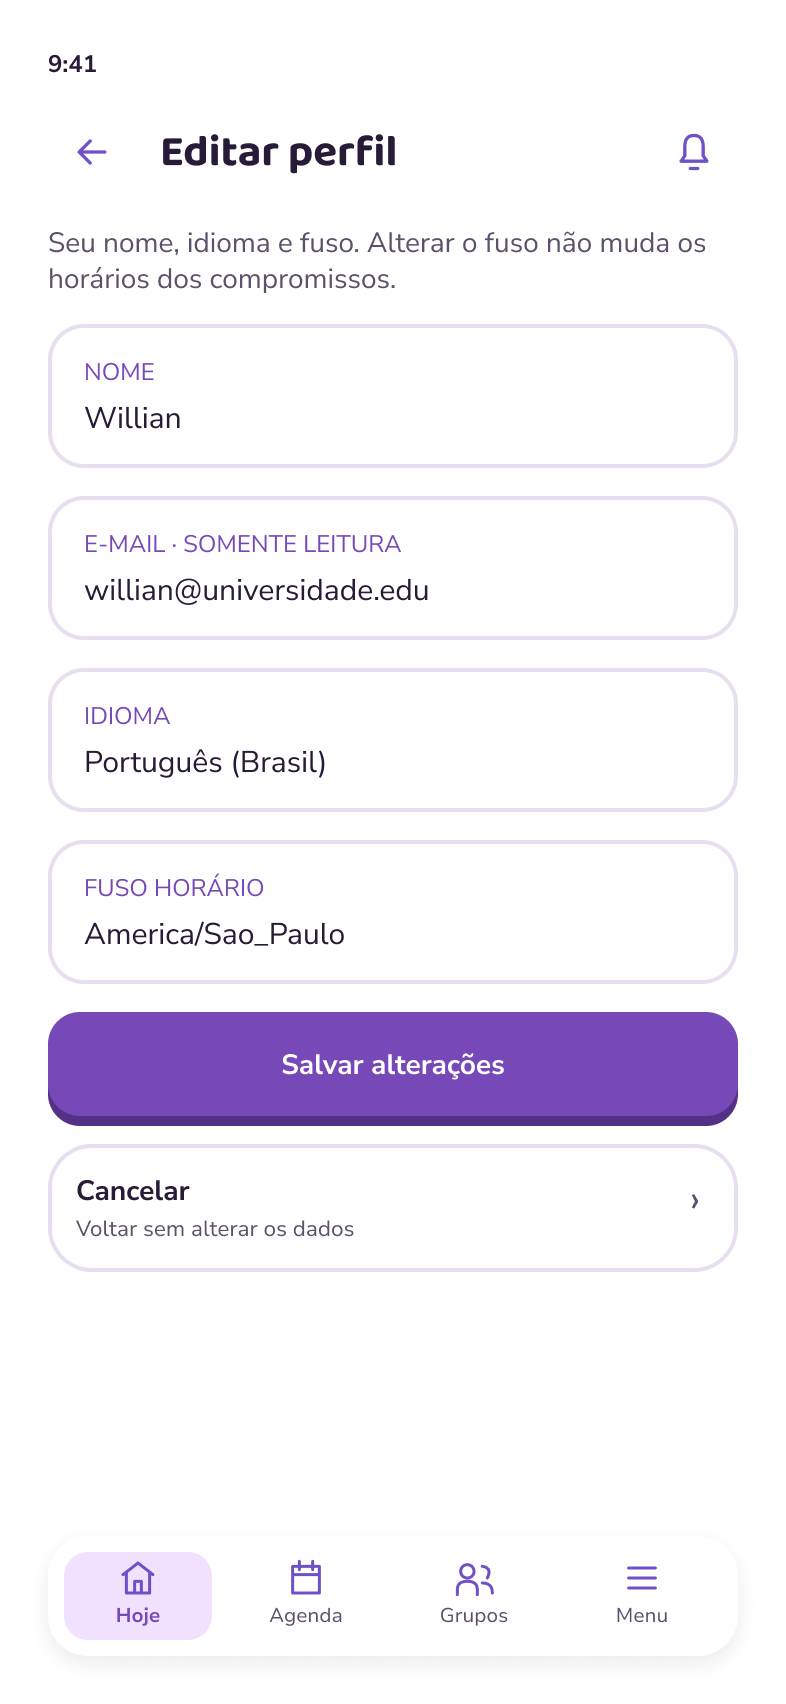 9:41
Editar perfil
Seu nome, idioma e fuso. Alterar o fuso não muda os
horários dos compromissos.
NOME
Willian
E-MAIL · SOMENTE LEITURA
willian@universidade.edu
IDIOMA
Português (Brasil)
FUSO HORÁRIO
America/Sao_Paulo
Salvar alterações
Cancelar
Voltar sem alterar os dados
Hoje
Agenda
Grupos
Menu